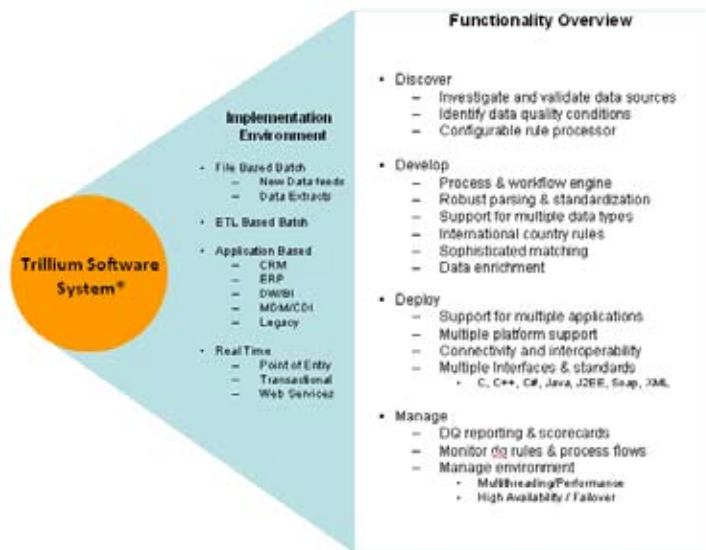 Functionality Overview
Implementation
Environment
• File Based Batch
– New Data feeds
– Data Extracts
• ETL Based Batch
• Application Based
– CRM
– ERP
– DW/BI
– MDM/CDI
– Legacy
• Real Time
– Point of Entry
– Transactional
– Web Services
Trillium Software
System®
• Discover
– Investigate and validate data sources
– Identify data quality conditions
– Configurable rule processor
• Develop
– Process & workflow engine
– Robust parsing & standardization
– Support for multiple data types
– International country rules
– Sophisticated matching
– Data enrichment
• Deploy
– Support for multiple applications
– Multiple platform support
– Connectivity and interoperability
– Multiple Interfaces & standards
• C, C++, C#, Java, J2EE, Soap, XML
• Manage
– DQ reporting & scorecards
– Monitor dq rules & process flows
– Manage environment
• Multithreading/Performance
• High Availability / Failover